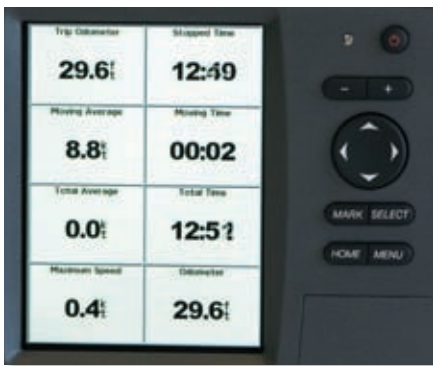 Trip Odometer
Stopped Time
29.6 f t
12:49
Moving Average
Moving Time
8.8 k t
00:02
Total Average
Total Time
0.0 k t
12:51
Maximum Speed
Odometer
0.4 k t
29.6 f t
- +
MARK SELECT
HOME MENU